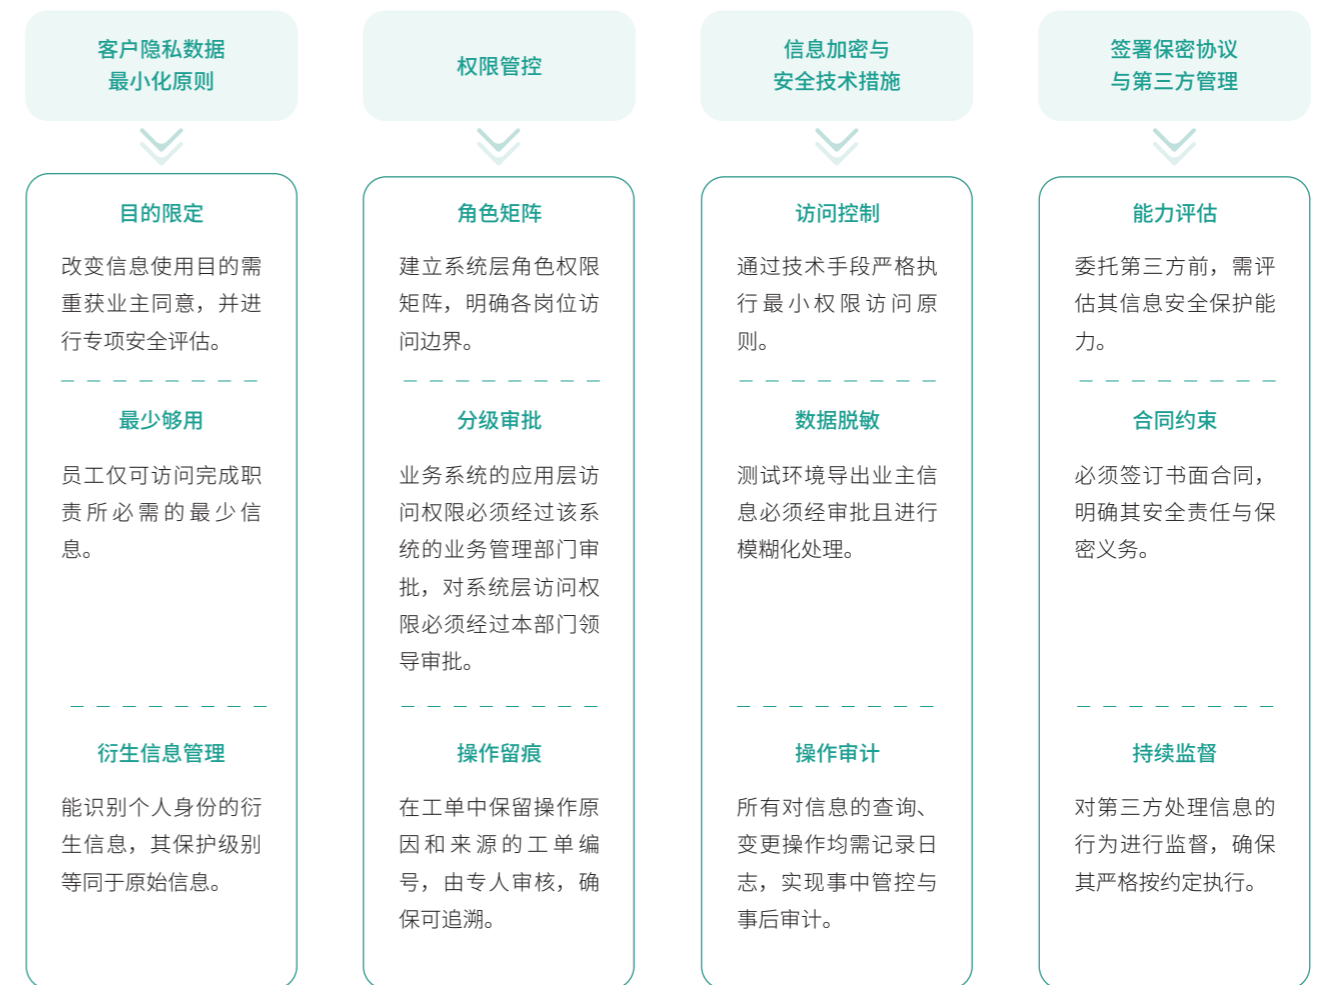 客户隐私数据
最小化原则
目的限定
改变信息使用目的需
重获业主同意，并进
行专项安全评估。
最少够用
员工仅可访问完成职
责所必需的最少信
息。
衍生信息管理
能识别个人身份的衍
生信息，其保护级别
等同于原始信息。
权限管控
角色矩阵
建立系统层角色权限
矩阵，明确各岗位访
问边界。
分级审批
业务系统的应用层访
问权限必须经过该系
统的业务管理部门审
批，对系统层访问权
限必须经过本部门领
导审批。
操作留痕
在工单中保留操作原
因和来源的工单编
号，由专人审核，确
保可追溯。
信息加密与
安全技术措施
访问控制
通过技术手段严格执
行最小权限访问原
则。
数据脱敏
测试环境导出业主信
息必须经审批且进行
模糊化处理。
操作审计
所有对信息的查询、
变更操作均需记录日
志，实现事中管控与
事后审计。
签署保密协议
与第三方管理
能力评估
委托第三方前，需评
估其信息安全保护能
力。
合同约束
必须签订书面合同，
明确其安全责任与保
密义务。
持续监督
对第三方处理信息的
行为进行监督，确保
其严格按约定执行。